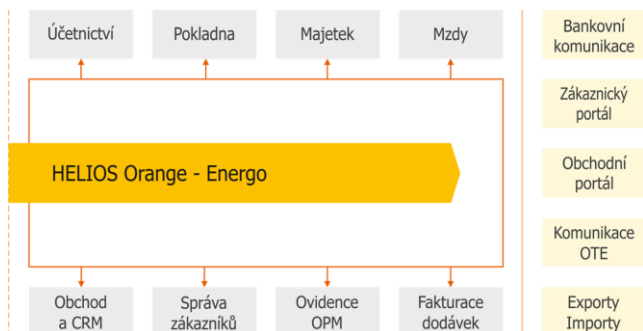 Účetnictví
Pokladna
Majetek
Mzdy
HELIOS Orange - Energo
Obchod
a CRM
Správa
zákazníků
Ovidence
OPM
Fakturace
dodávek
Bankovní
komunikace
Zákaznický
portál
Obchodní
portál
Komunikace
OTE
Exporty
Importy